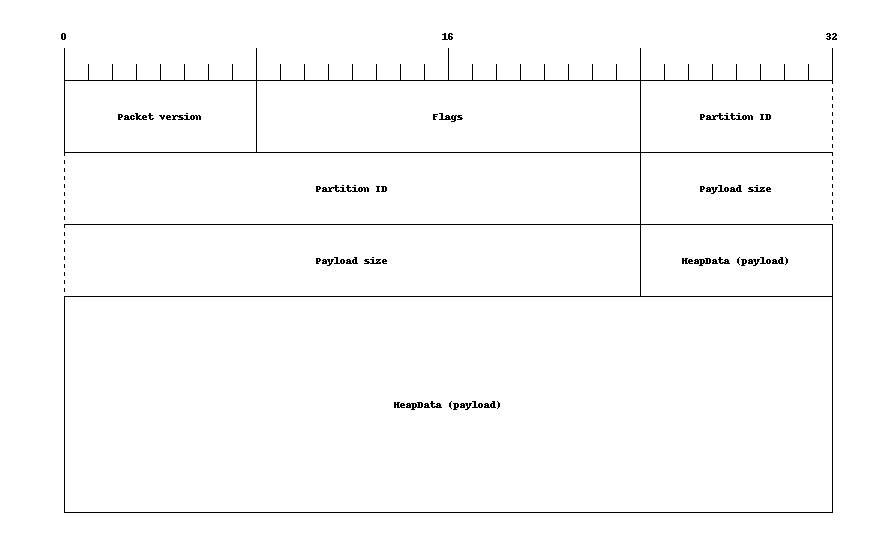 0 16 32
Packet version Flags Partition ID
Partition ID Payload size
Payload size HeapData (payload)
HeapData (payload)